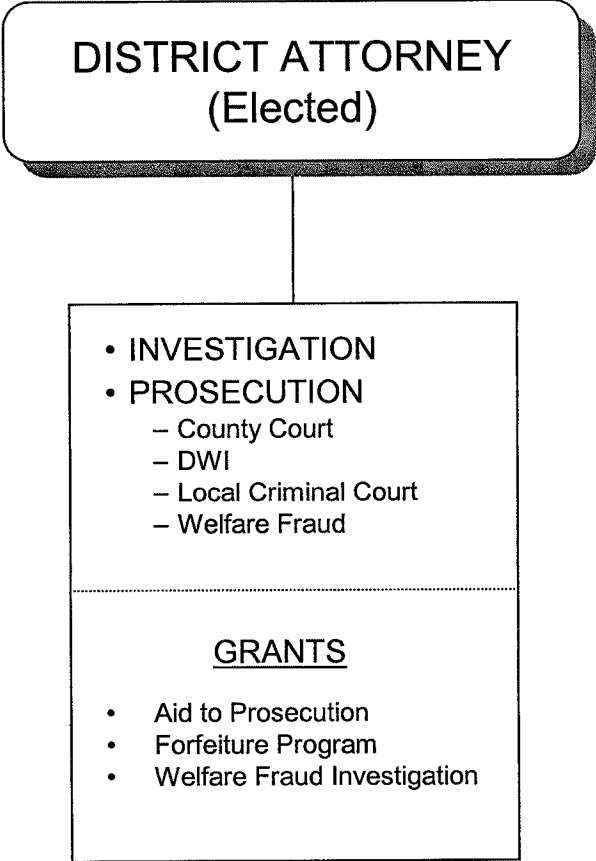 DISTRICT ATTORNEY
(Elected)
• INVESTIGATION
• PROSECUTION
– County Court
– DWI
– Local Criminal Court
– Welfare Fraud
GRANTS
• Aid to Prosecution
• Forfeiture Program
• Welfare Fraud Investigation